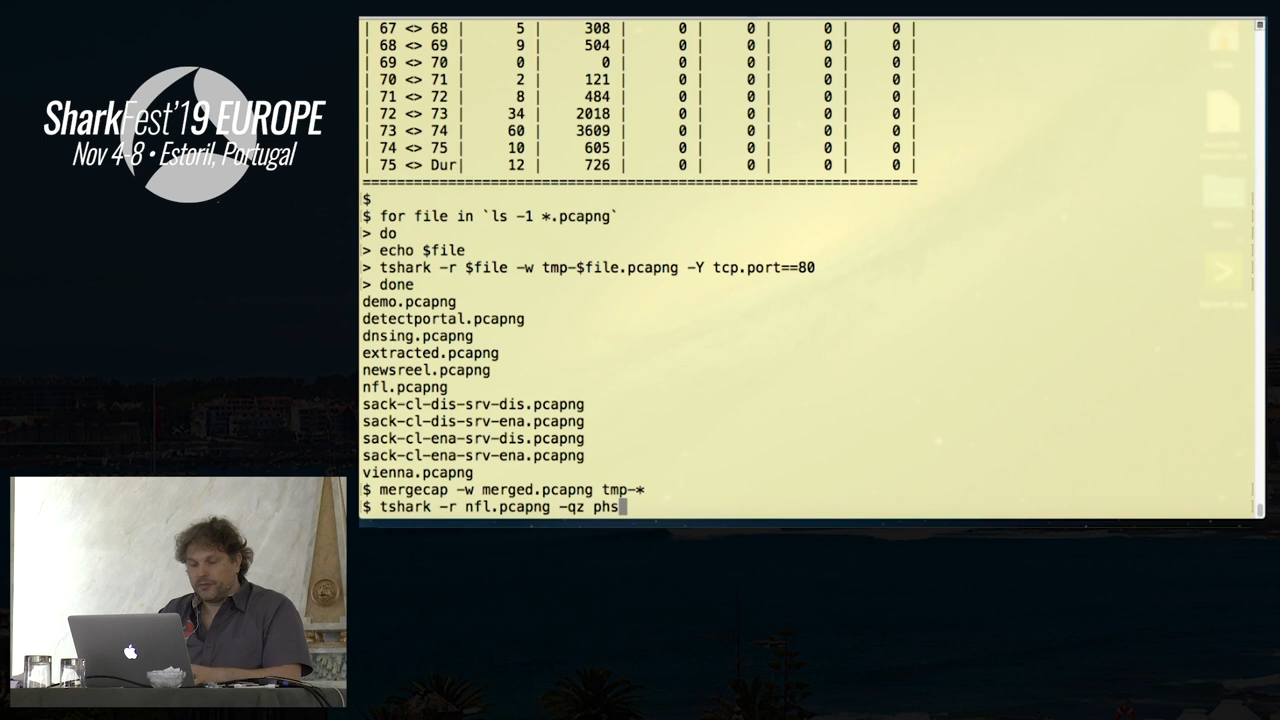 SharkFest'19 EUROPE
Nov 4-8 • Estoril, Portugal
| 67 <> 68 | 5 | 308 | 0 | 0 | 0 | 0 |
| 68 <> 69 | 9 | 504 | 0 | 0 | 0 | 0 |
| 69 <> 70 | 0 | 0 | 0 | 0 | 0 | 0 |
| 70 <> 71 | 2 | 121 | 0 | 0 | 0 | 0 |
| 71 <> 72 | 8 | 484 | 0 | 0 | 0 | 0 |
| 72 <> 73 | 34 | 2018 | 0 | 0 | 0 | 0 |
| 73 <> 74 | 60 | 3609 | 0 | 0 | 0 | 0 |
| 74 <> 75 | 10 | 605 | 0 | 0 | 0 | 0 |
| 75 <> Dur| 12 | 726 | 0 | 0 | 0 | 0 |
=================================================================
$
$ for file in `ls -1 *.pcapng`
> do
> echo $file
> tshark -r $file -w tmp-$file.pcapng -Y tcp.port==80
> done
demo.pcapng
detectportal.pcapng
dnsing.pcapng
extracted.pcapng
newsreel.pcapng
nfl.pcapng
sack-cl-dis-srv-dis.pcapng
sack-cl-dis-srv-ena.pcapng
sack-cl-ena-srv-dis.pcapng
sack-cl-ena-srv-ena.pcapng
vienna.pcapng
$ mergecap -w merged.pcapng tmp-*
$ tshark -r nfl.pcapng -qz phs